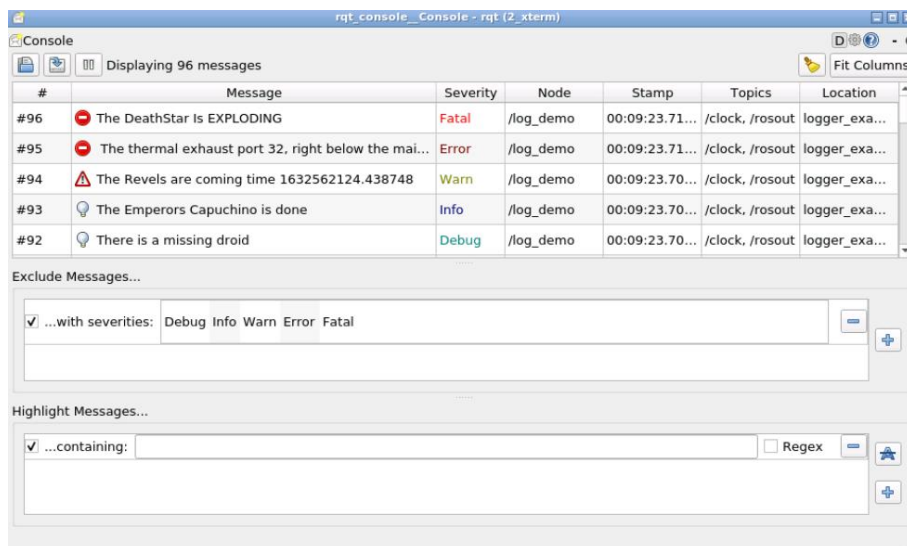 rqt_console__Console - rqt (2_xterm)
Console D - 
Displaying 96 messages Fit Columns
# Message Severity Node Stamp Topics Location
#96 The DeathStar Is EXPLODING Fatal /log_demo 00:09:23.71... /clock, /rosout logger_exa...
#95 The thermal exhaust port 32, right below the mai... Error /log_demo 00:09:23.71... /clock, /rosout logger_exa...
#94 The Revels are coming time 1632562124.438748 Warn /log_demo 00:09:23.70... /clock, /rosout logger_exa...
#93 The Emperors Capuchino is done Info /log_demo 00:09:23.70... /clock, /rosout logger_exa...
#92 There is a missing droid Debug /log_demo 00:09:23.70... /clock, /rosout logger_exa...
Exclude Messages...
...with severities: Debug Info Warn Error Fatal
Highlight Messages...
...containing: Regex